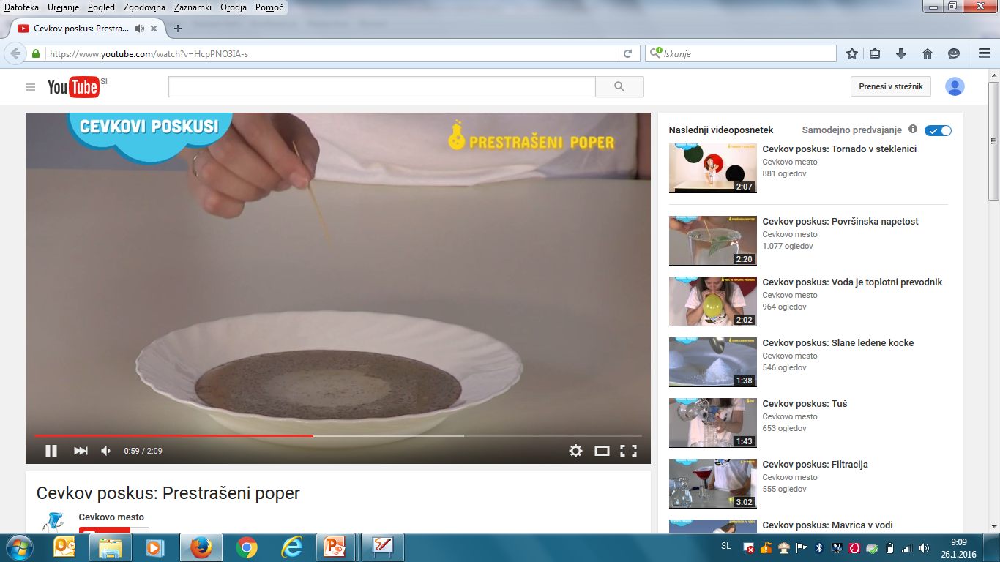 Datoteka Urejanje Pogled Zgodovina Zaznamki Orodja Pomoč
Cevkov poskus: Prestra...
https://www.youtube.com/watch?v=HcpPNO3IA-s
Iskanje
YouTube SI
Prenesi v strežnik
CEVKOVI POSKUSI
PRESTRAŠENI POPER
0:59 / 2:09
Cevkov poskus: Prestrašeni poper
Cevkovo mesto
Naslednji videoposnetek
Samodejno predvajanje
Cevkov poskus: Tornado v steklenici
Cevkovo mesto
881 ogledov
2:07
Cevkov poskus: Površinska napetost
Cevkovo mesto
1.077 ogledov
2:20
Cevkov poskus: Voda je toplotni prevodnik
Cevkovo mesto
964 ogledov
2:02
Cevkov poskus: Slane ledene kocke
Cevkovo mesto
546 ogledov
1:38
Cevkov poskus: Tuš
Cevkovo mesto
653 ogledov
1:43
Cevkov poskus: Filtracija
Cevkovo mesto
555 ogledov
3:02
Cevkov poskus: Mavrica v vodi
SL
9:09
26.1.2016